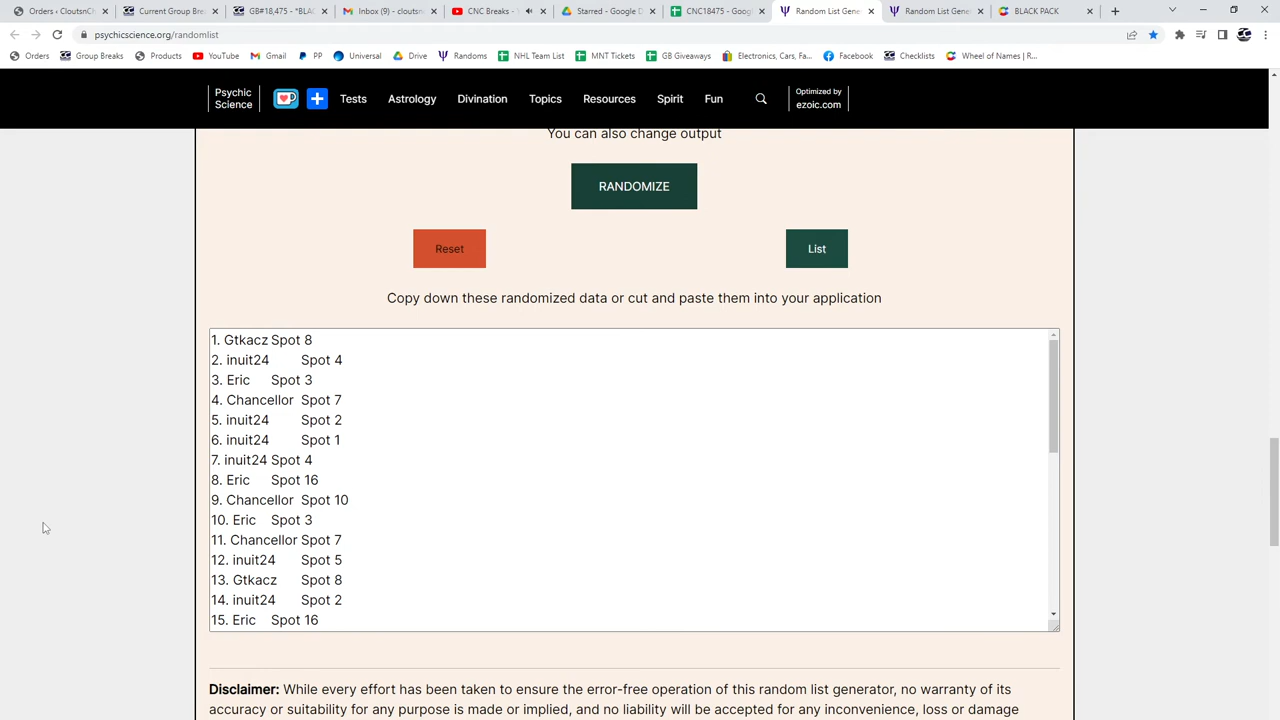 Orders ‹ CloutsnCh
Current Group Break
GB#18,475 - *BLAC
Inbox (9) - cloutsnc
CNC Breaks - S
Starred - Google D
CNC18475 - Googl
Random List Gene
Random List Gene
BLACK PACK
psychicscience.org/randomlist
Orders
Group Breaks
Products
YouTube
Gmail
PP
Universal
Drive
Randoms
NHL Team List
MNT Tickets
GB Giveaways
Electronics, Cars, Fa...
Facebook
Checklists
Wheel of Names | R...
Psychic
Science
Tests
Astrology
Divination
Topics
Resources
Spirit
Fun
Optimized by
ezoic.com
You can also change output
RANDOMIZE
Reset
List
Copy down these randomized data or cut and paste them into your application
1. Gtkacz Spot 8
2. inuit24 Spot 4
3. Eric Spot 3
4. Chancellor Spot 7
5. inuit24 Spot 2
6. inuit24 Spot 1
7. inuit24 Spot 4
8. Eric Spot 16
9. Chancellor Spot 10
10. Eric Spot 3
11. Chancellor Spot 7
12. inuit24 Spot 5
13. Gtkacz Spot 8
14. inuit24 Spot 2
15. Eric Spot 16
Disclaimer: While every effort has been taken to ensure the error-free operation of this random list generator, no warranty of its
accuracy or suitability for any purpose is made or implied, and no liability will be accepted for any inconvenience, loss or damage